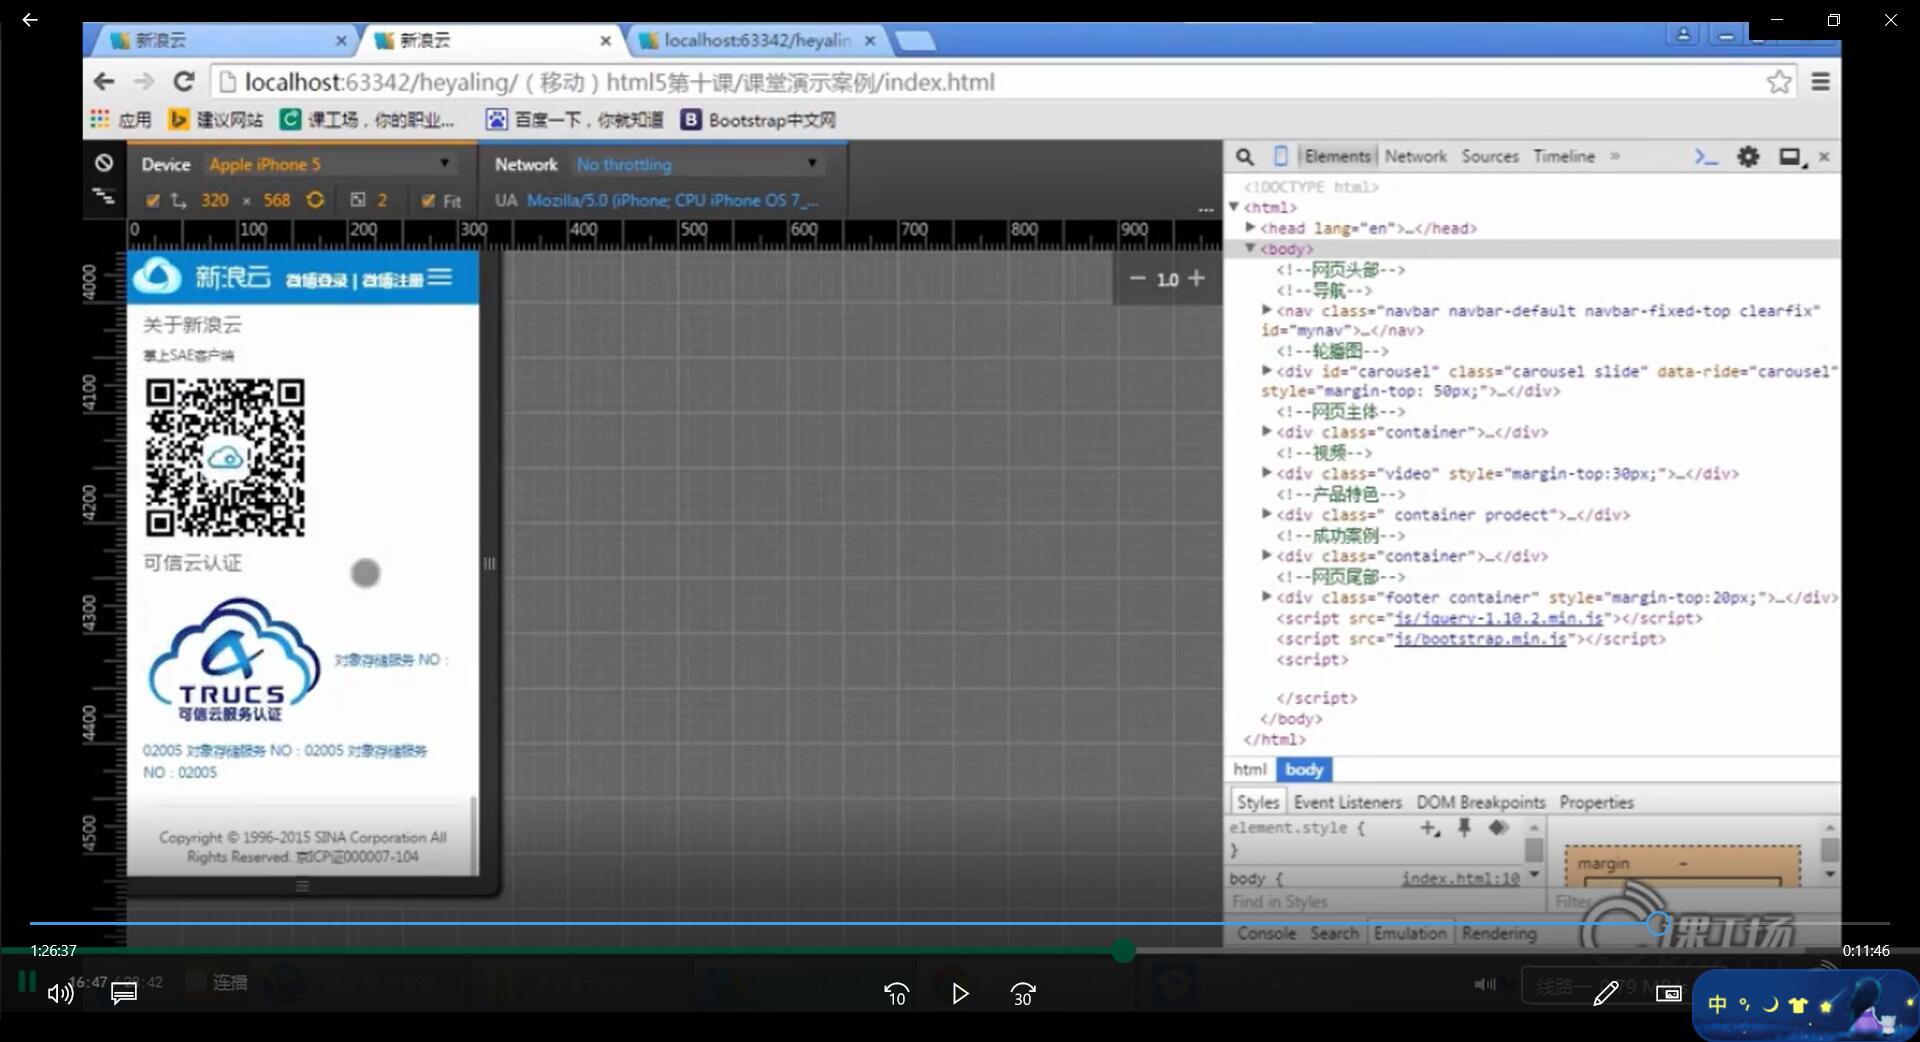 新浪云
新浪云
localhost:63342/heyalin
localhost:63342/heyaling/（移动）html5第十课/课堂演示案例/index.html
应用 建议网站 课工场，你的职业... 百度一下，你就知道 B Bootstrap中文网
Device Apple iPhone 5 Network No throttling
320 × 568 2 Fit UA Mozilla/5.0 (iPhone; CPU iPhone OS 7_...
...
0 100 200 300 400 500 600 700 800 900
1.0
4000
4100
4200
4300
4400
4500
新浪云 微博登录 | 微博注册
关于新浪云
掌上SAE客户端
可信云认证
TRUCS
可信云服务认证
对象存储服务 NO：
02005 对象存储服务 NO：02005 对象存储服务
NO：02005
Copyright © 1996-2015 SINA Corporation All
Rights Reserved. 京ICP证000007-104
Elements Network Sources Timeline »
<!DOCTYPE html>
<html>
<head lang="en">…</head>
<body>
<!--网页头部-->
<!--导航-->
<nav class="navbar navbar-default navbar-fixed-top clearfix"
id="mynav">…</nav>
<!--轮播图-->
<div id="carousel" class="carousel slide" data-ride="carousel"
style="margin-top: 50px;">…</div>
<!--网页主体-->
<div class="container">…</div>
<!--视频-->
<div class="video" style="margin-top:30px;">…</div>
<!--产品特色-->
<div class=" container prodect">…</div>
<!--成功案例-->
<div class="container">…</div>
<!--网页尾部-->
<div class="footer container" style="margin-top:20px;">…</div>
<script src="js/jquery-1.10.2.min.js"></script>
<script src="js/bootstrap.min.js"></script>
<script>
</script>
</body>
</html>
html body
Styles Event Listeners DOM Breakpoints Properties
element.style {
}
body { index.html:10
margin -
Find in Styles Filter
Console Search Emulation Rendering
课工场
1:26:37 0:11:46
16:47 连播
10 30
线路一
中